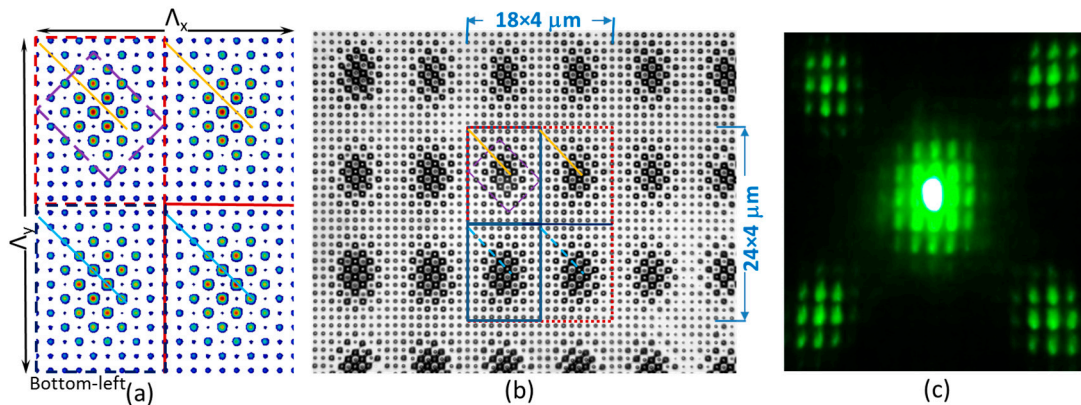 Λx
Λy
Bottom-left
(a)
18×4 μm
24×4 μm
(b)
(c)